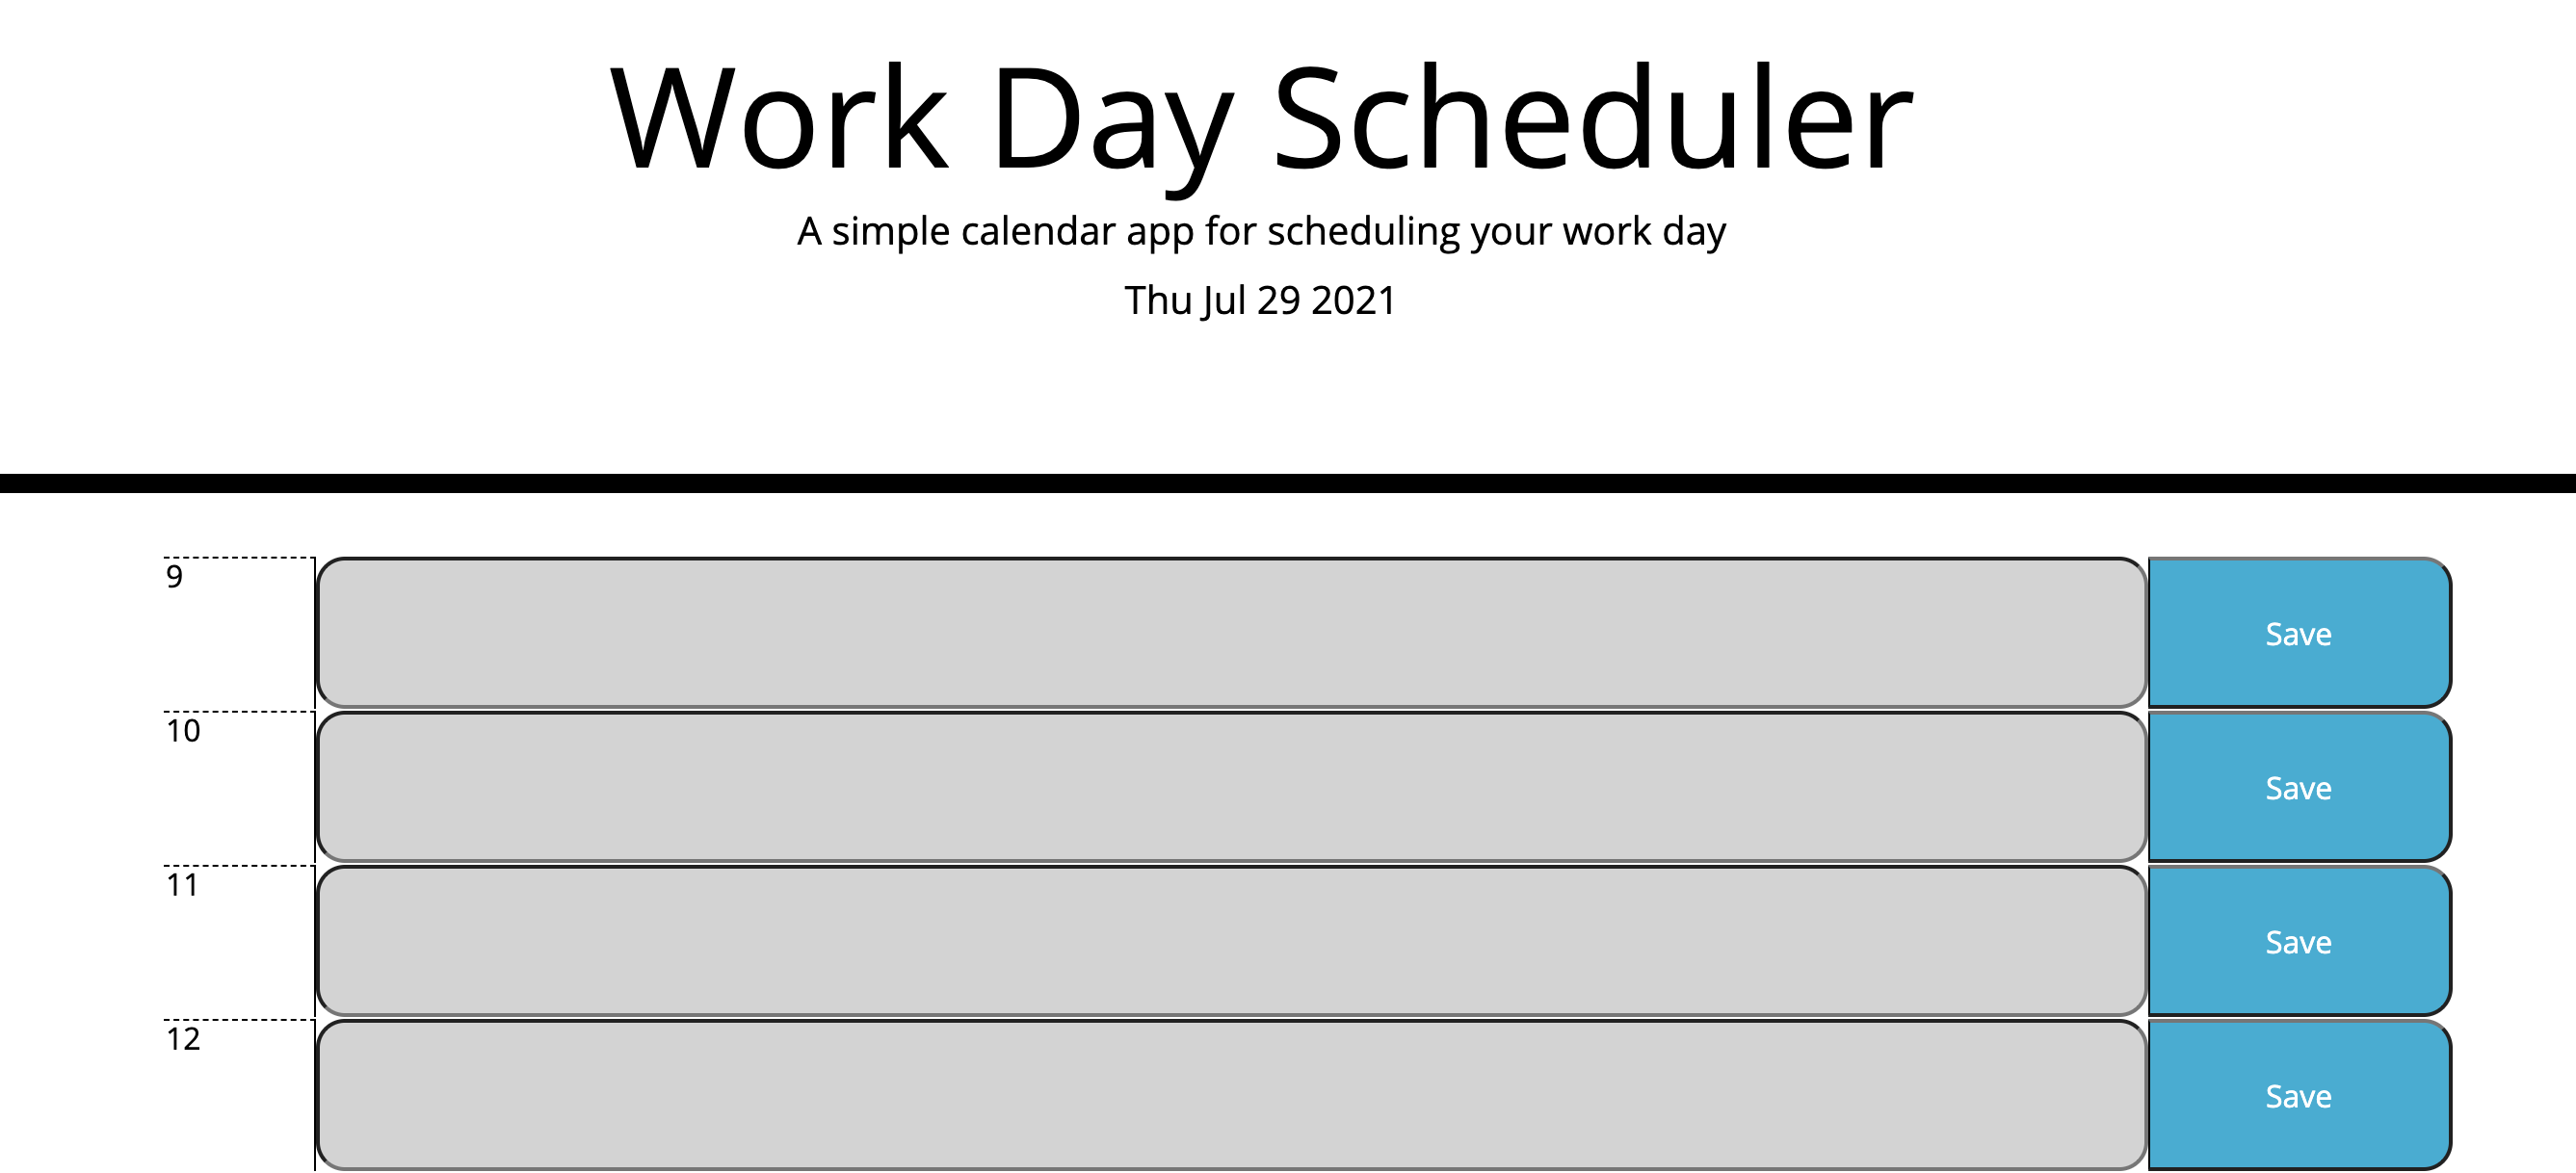 Work Day Scheduler
A simple calendar app for scheduling your work day
Thu Jul 29 2021
9
Save
10
Save
11
Save
12
Save